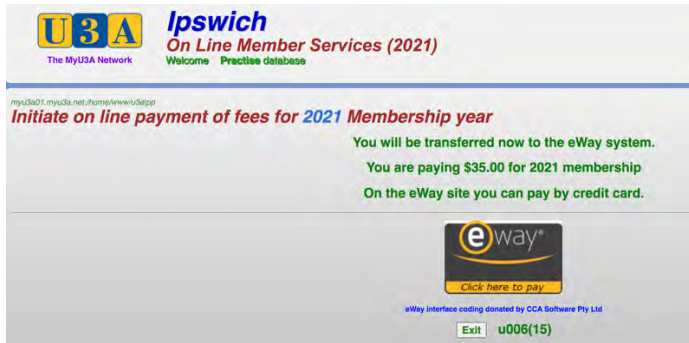 U3A
The MyU3A Network
Ipswich
On Line Member Services (2021)
Welcome Practise database
myu3a01.myu3a.net:/home/www/u3aipp
Initiate on line payment of fees for 2021 Membership year
You will be transferred now to the eWay system.
You are paying $35.00 for 2021 membership
On the eWay site you can pay by credit card.
eway
Click here to pay
eWay interface coding donated by CCA Software Pty Ltd
Exit u006(15)